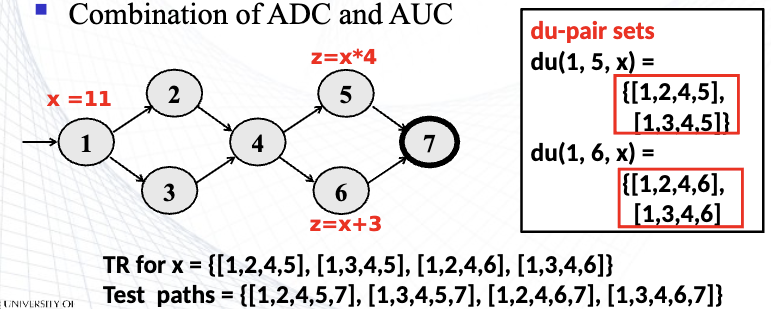 Combination of ADC and AUC
du-pair sets
du(1, 5, x) =
{[1,2,4,5],
[1,3,4,5]}
du(1, 6, x) =
{[1,2,4,6],
[1,3,4,6]
x =11
z=x*4
z=x+3
1
2
3
4
5
6
7
TR for x = {[1,2,4,5], [1,3,4,5], [1,2,4,6], [1,3,4,6]}
Test paths = {[1,2,4,5,7], [1,3,4,5,7], [1,2,4,6,7], [1,3,4,6,7]}
UNIVERSITY OF